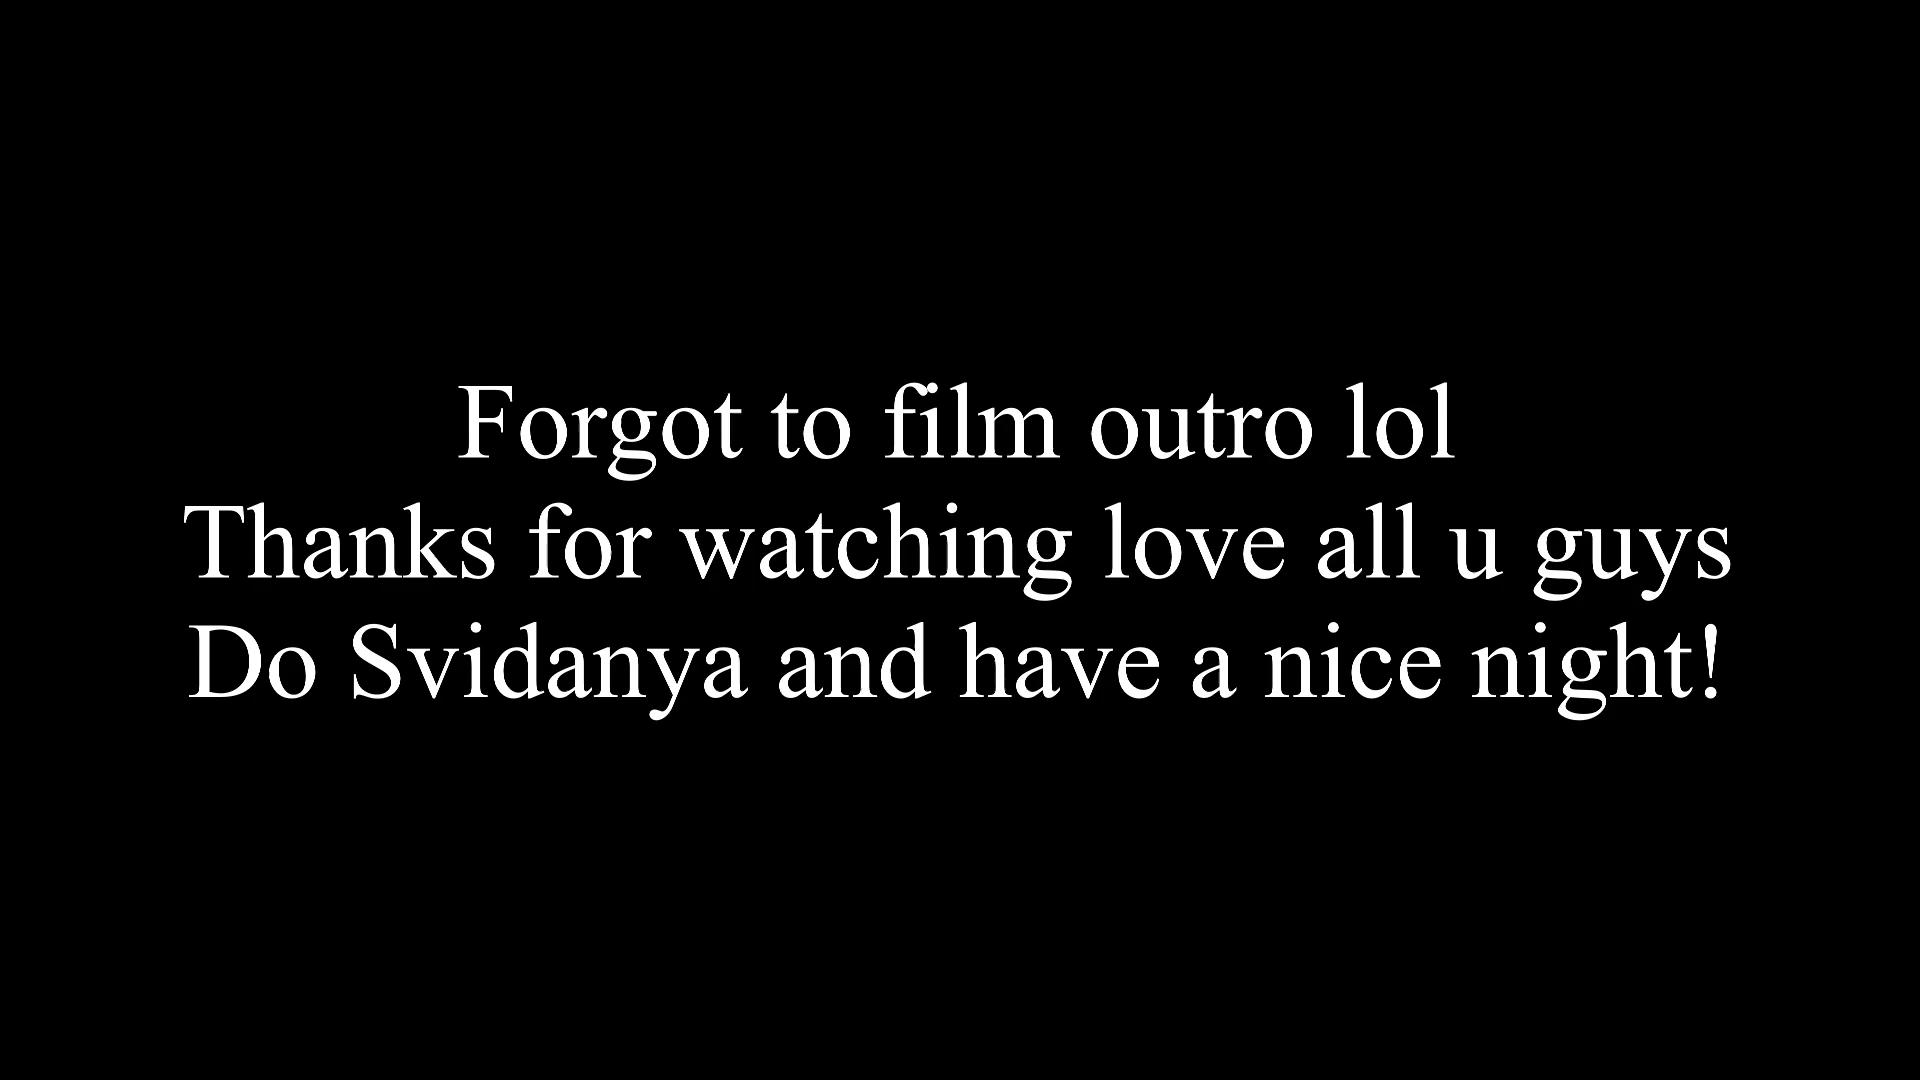 Forgot to film outro lol
Thanks for watching love all u guys
Do Svidanya and have a nice night!